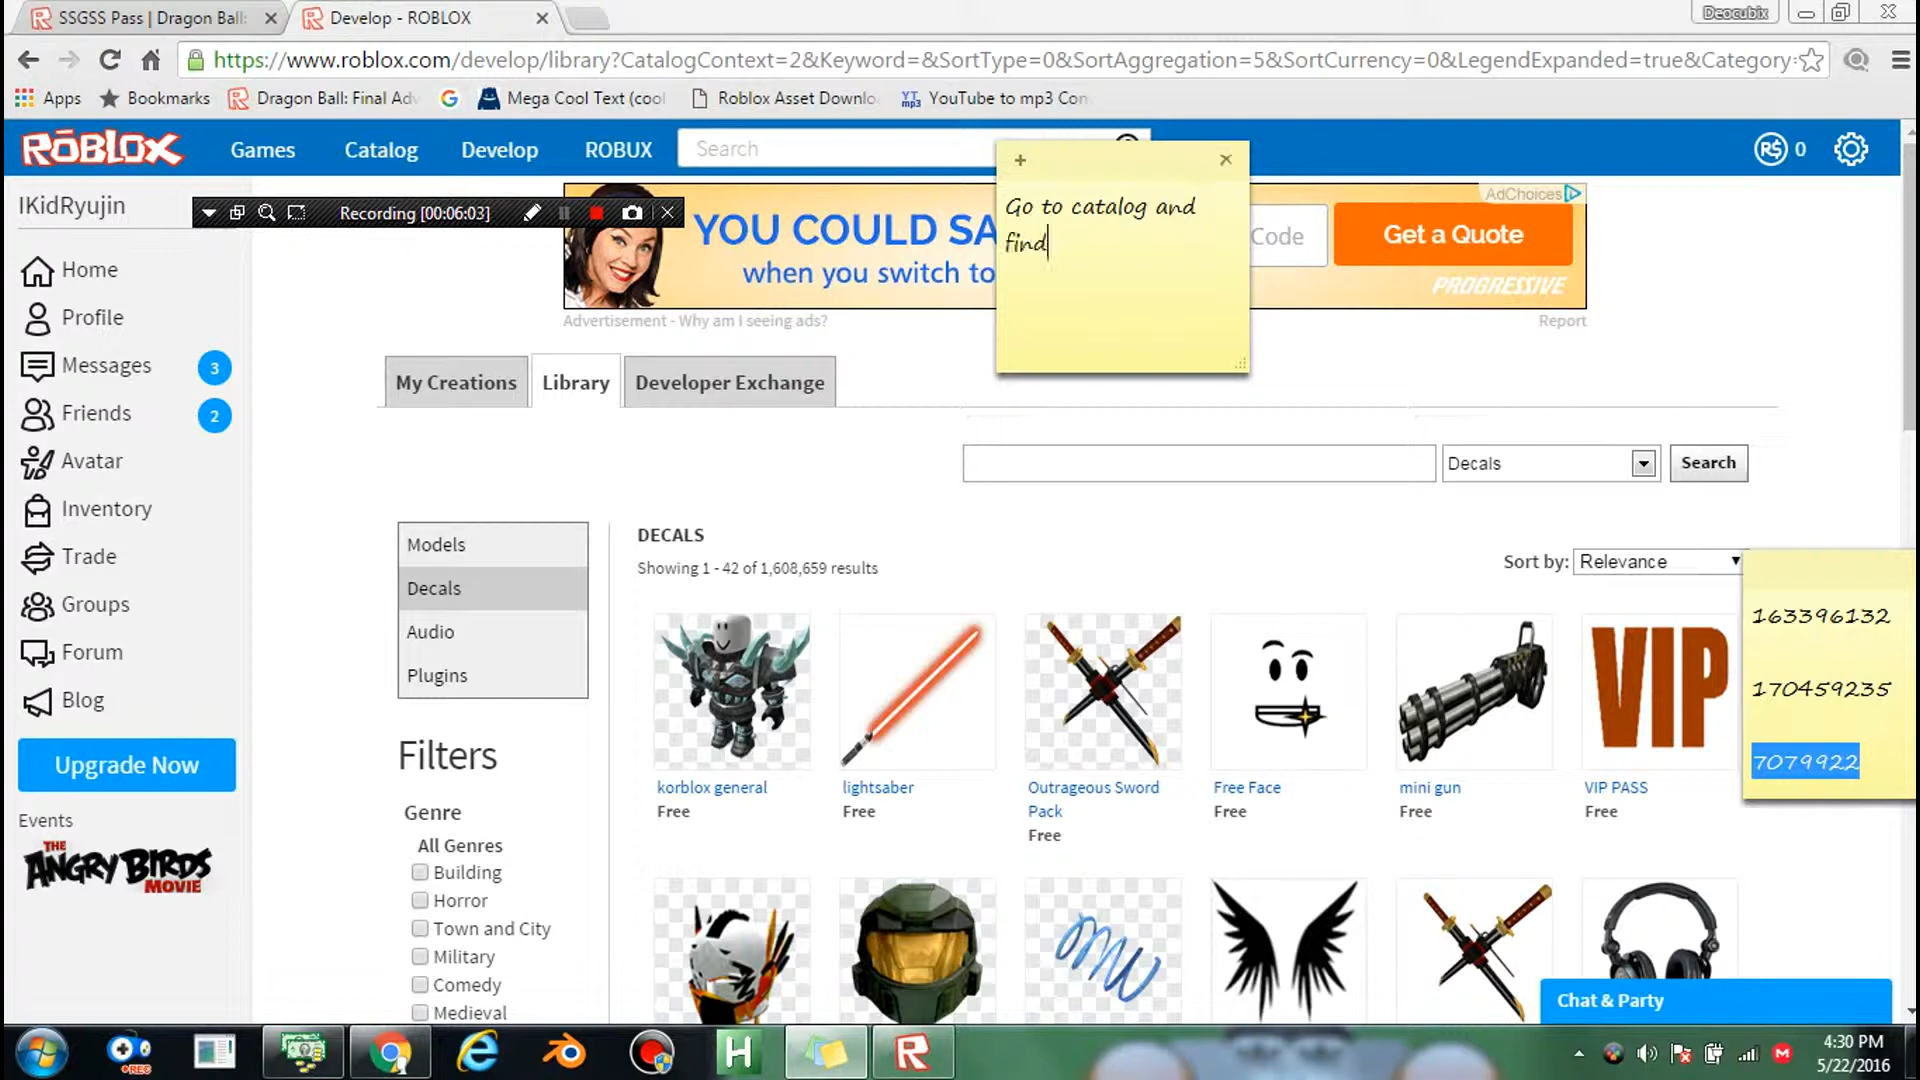 SSGSS Pass | Dragon Ball:
Develop - ROBLOX
Deocubix
https://www.roblox.com/develop/library?CatalogContext=2&Keyword=&SortType=0&SortAggregation=5&SortCurrency=0&LegendExpanded=true&Category
Apps
Bookmarks
Dragon Ball: Final Adv
Mega Cool Text (cool
Roblox Asset Downlo
YouTube to mp3 Con
ROBLOX
Games
Catalog
Develop
ROBUX
Search
R$ 0
IKidRyujin
Recording [00:06:03]
Go to catalog and
find
AdChoices
YOU COULD SA
when you switch to
Code
Get a Quote
PROGRESSIVE
Advertisement - Why am I seeing ads?
Report
Home
Profile
Messages 3
Friends 2
Avatar
Inventory
Trade
Groups
Forum
Blog
Upgrade Now
Events
THE
ANGRY BIRDS
MOVIE
My Creations
Library
Developer Exchange
Decals
Search
Models
Decals
Audio
Plugins
Filters
Genre
All Genres
Building
Horror
Town and City
Military
Comedy
Medieval
DECALS
Showing 1 - 42 of 1,608,659 results
Sort by: Relevance
VIP
korblox general
Free
lightsaber
Free
Outrageous Sword
Pack
Free
Free Face
Free
mini gun
Free
VIP PASS
Free
163396132
170459235
7079922
Chat & Party
REC
4:30 PM
5/22/2016